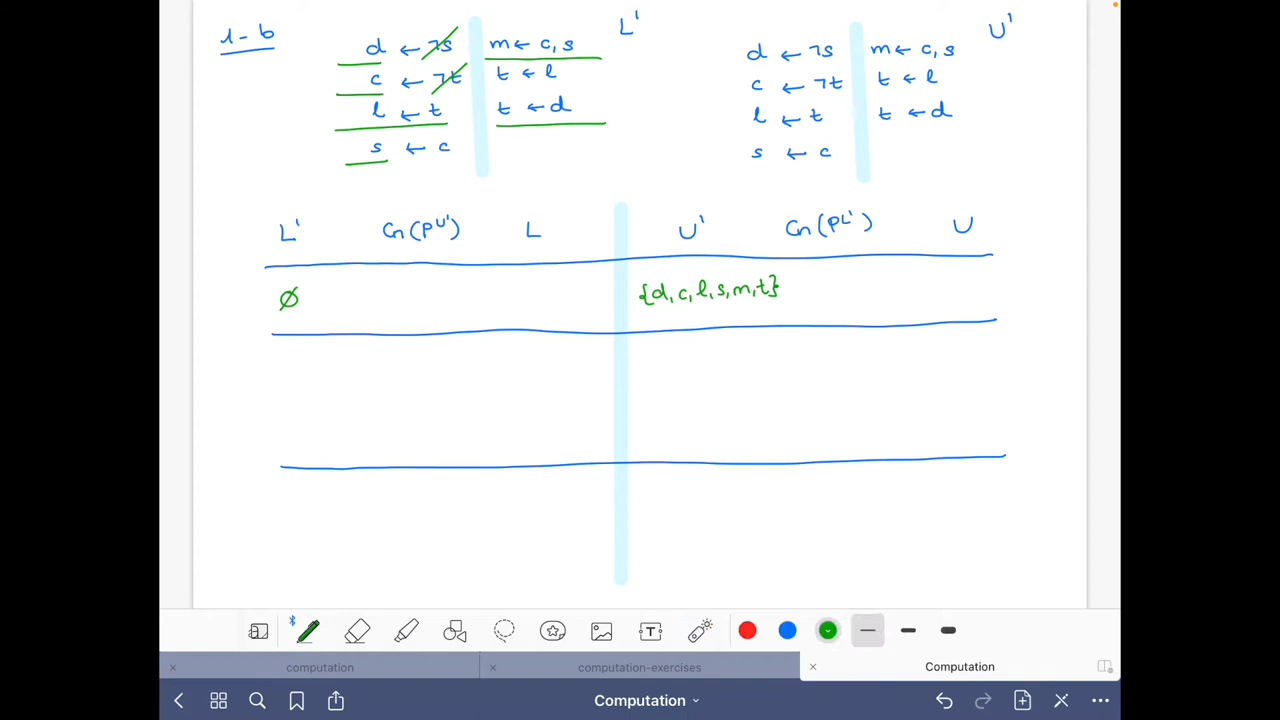 1-b
L'
d ← ¬s m ← c, s
c ← ¬t t ← l
l ← t t ← d
s ← c
U'
d ← ¬s m ← c, s
c ← ¬t t ← l
l ← t t ← d
s ← c
L' Cn(P^U') L U' Cn(P^L') U
∅ {d, c, l, s, m, t}
T
computation computation-exercises Computation
Computation